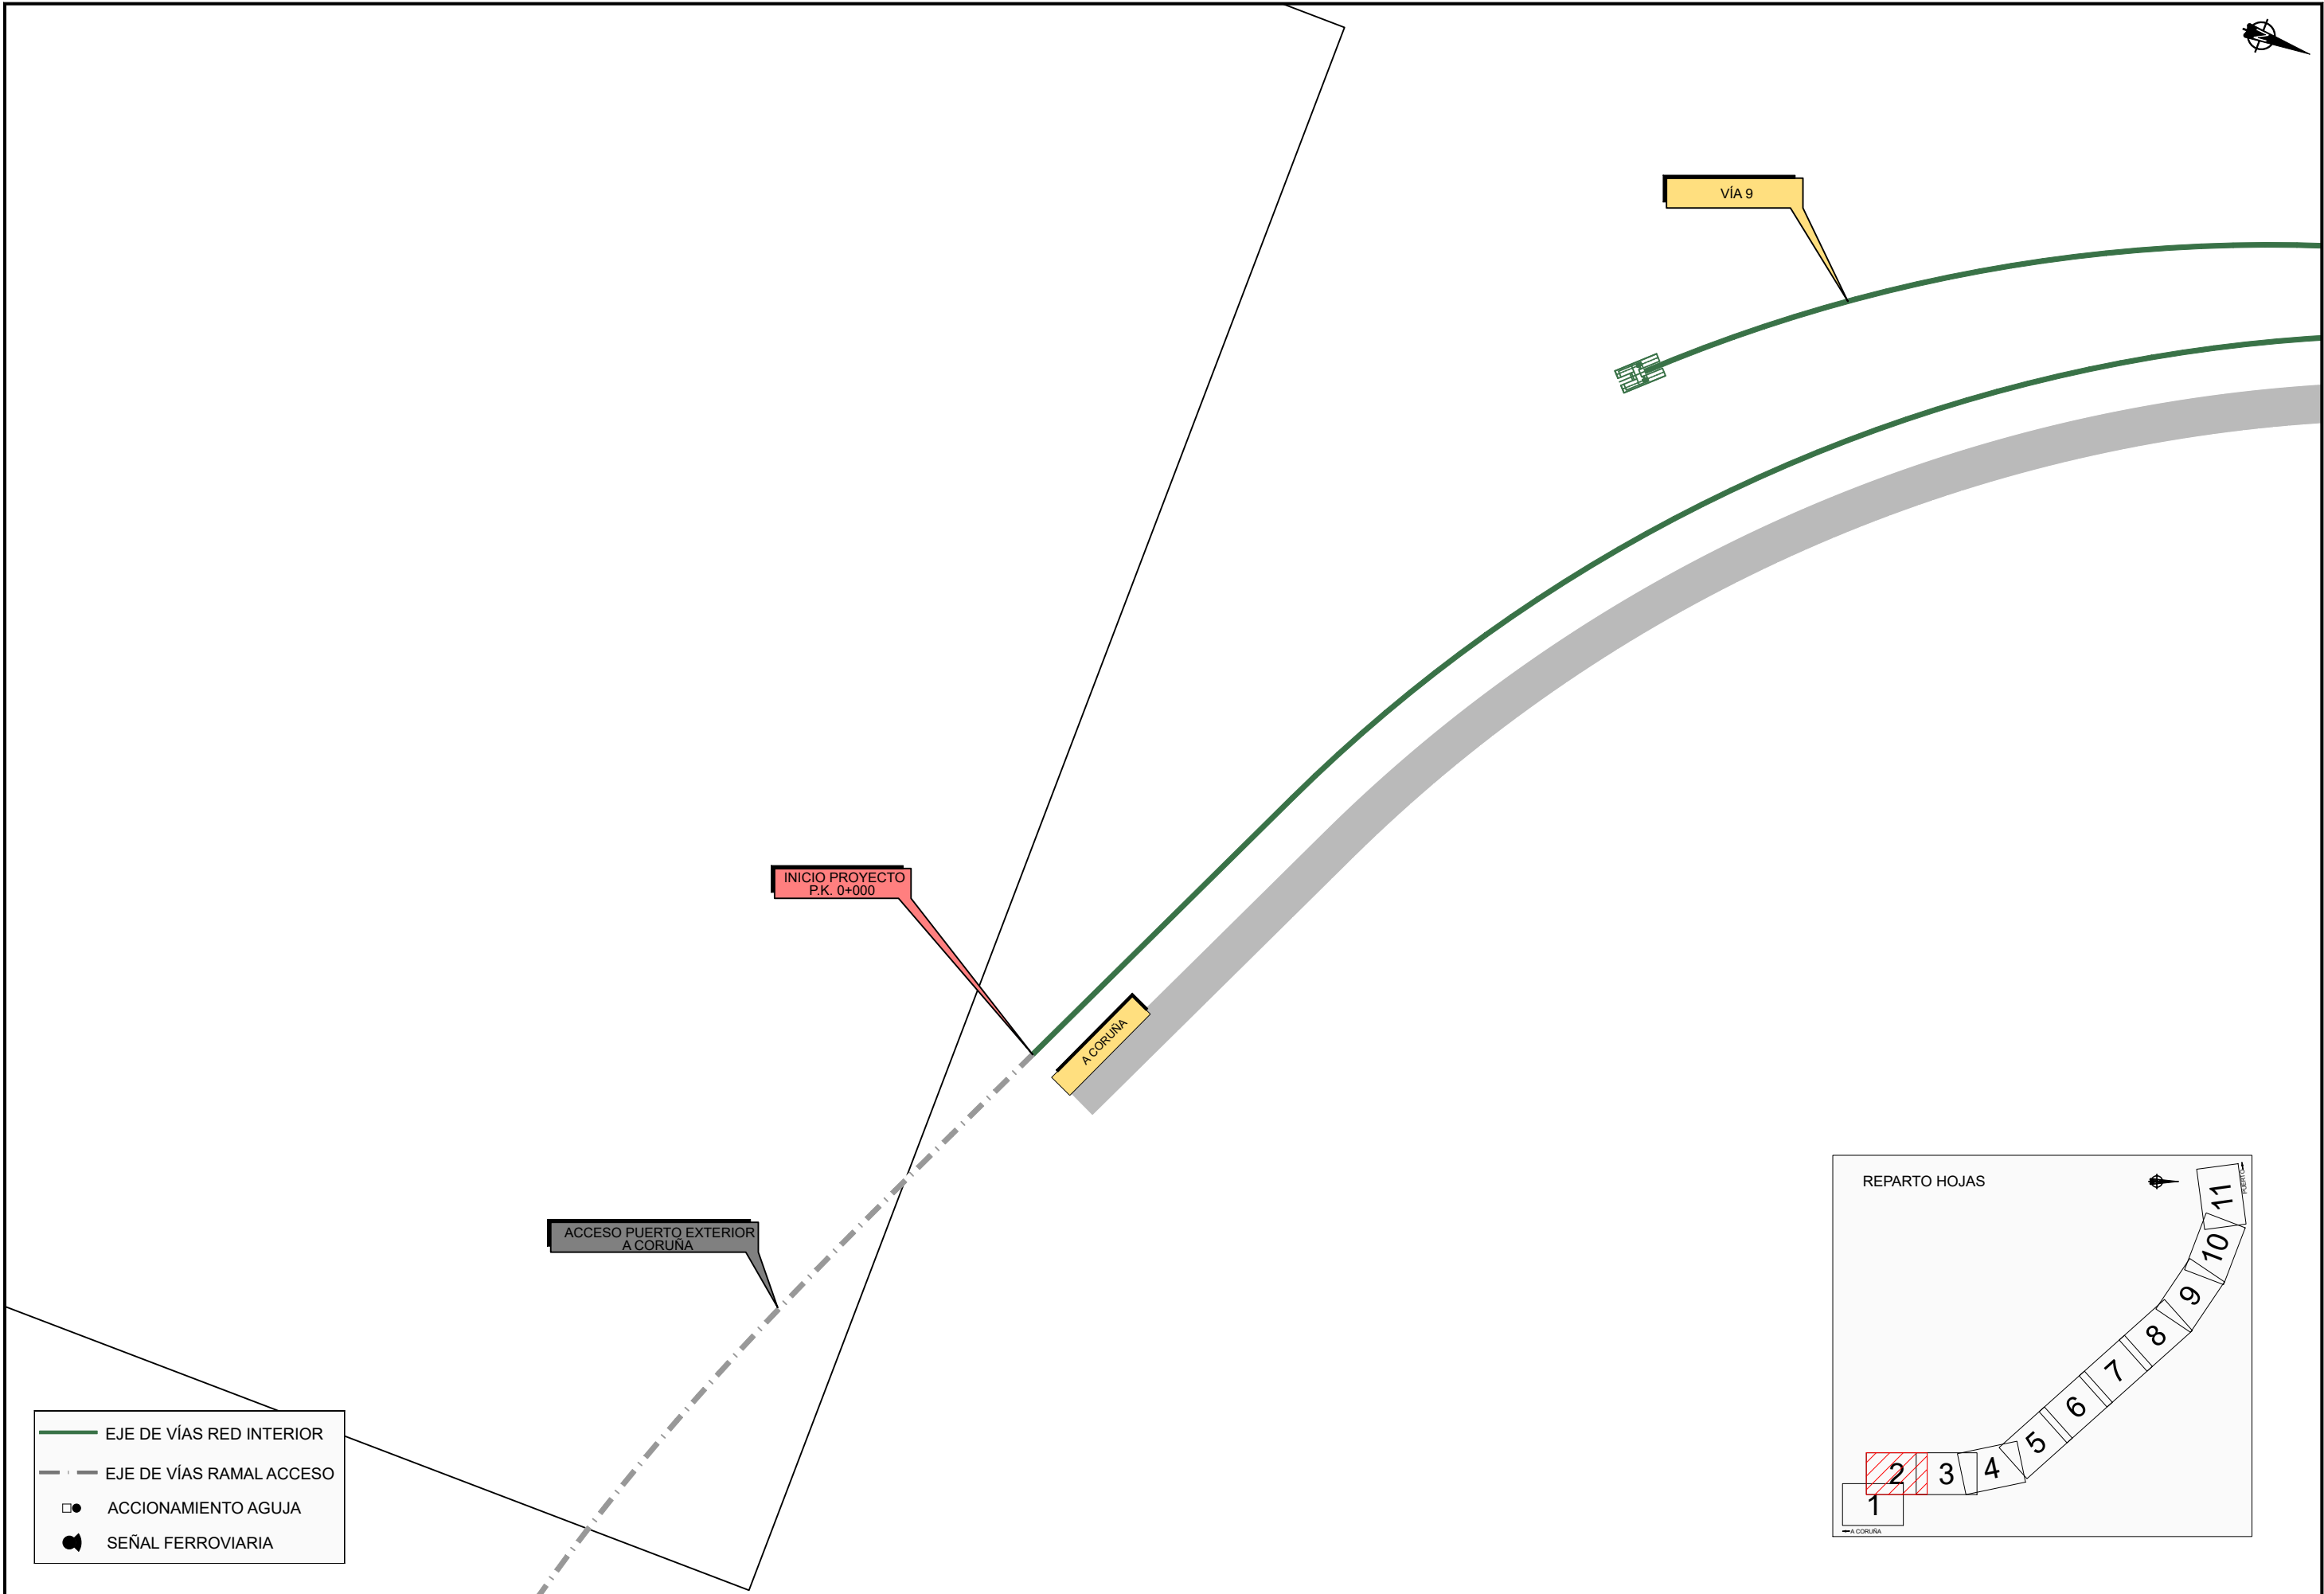 VÍA 9
INICIO PROYECTO
P.K. 0+000
A CORUÑA
ACCESO PUERTO EXTERIOR
A CORUÑA
EJE DE VÍAS RED INTERIOR
EJE DE VÍAS RAMAL ACCESO
ACCIONAMIENTO AGUJA
SEÑAL FERROVIARIA
REPARTO HOJAS
PUERTO
11
10
9
8
7
6
5
4
3
2
1
A CORUÑA